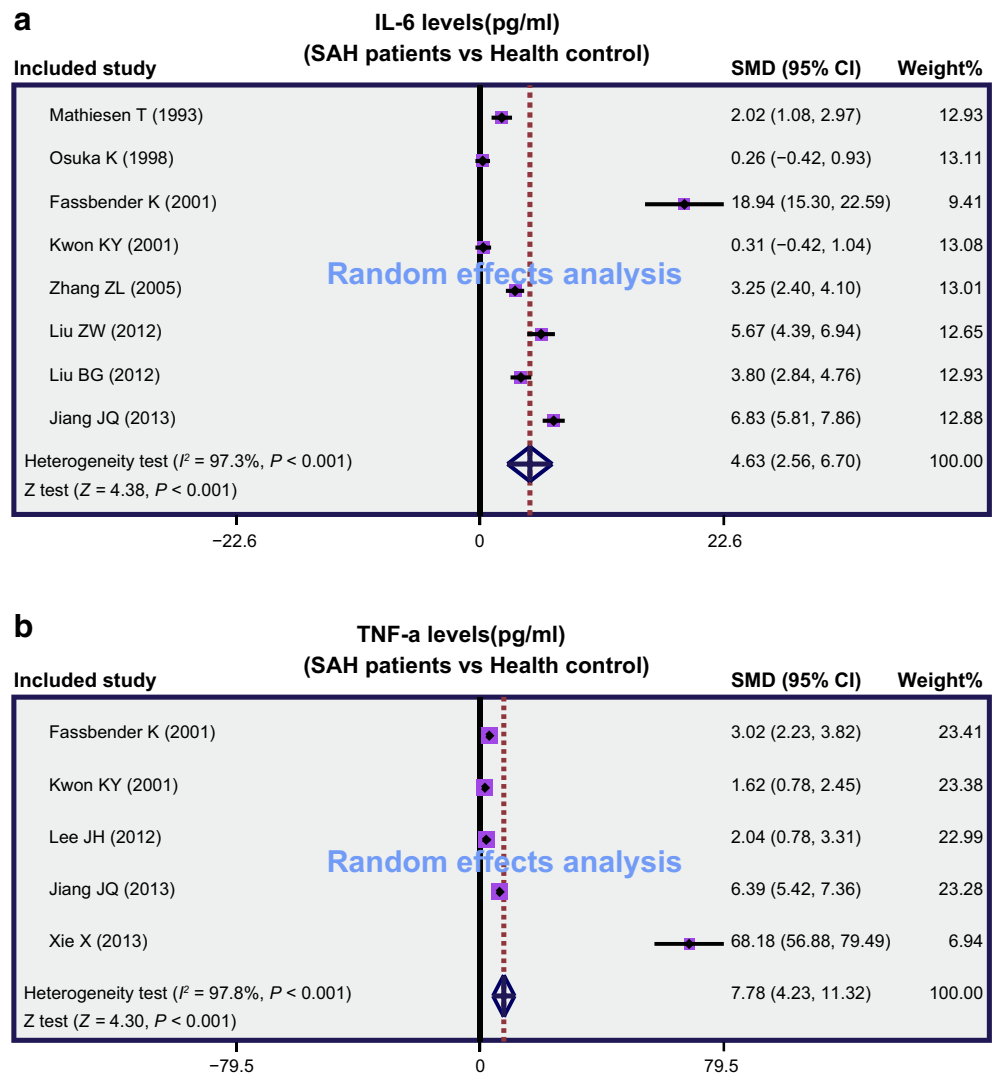 a
IL-6 levels(pg/ml)
(SAH patients vs Health control)
Included study SMD (95% CI) Weight%
Mathiesen T (1993) 2.02 (1.08, 2.97) 12.93
Osuka K (1998) 0.26 (−0.42, 0.93) 13.11
Fassbender K (2001) 18.94 (15.30, 22.59) 9.41
Kwon KY (2001) 0.31 (−0.42, 1.04) 13.08
Random effects analysis
Zhang ZL (2005) 3.25 (2.40, 4.10) 13.01
Liu ZW (2012) 5.67 (4.39, 6.94) 12.65
Liu BG (2012) 3.80 (2.84, 4.76) 12.93
Jiang JQ (2013) 6.83 (5.81, 7.86) 12.88
Heterogeneity test (I² = 97.3%, P < 0.001) 4.63 (2.56, 6.70) 100.00
Z test (Z = 4.38, P < 0.001)
−22.6 0 22.6
b
TNF-a levels(pg/ml)
(SAH patients vs Health control)
Included study SMD (95% CI) Weight%
Fassbender K (2001) 3.02 (2.23, 3.82) 23.41
Kwon KY (2001) 1.62 (0.78, 2.45) 23.38
Lee JH (2012) 2.04 (0.78, 3.31) 22.99
Random effects analysis
Jiang JQ (2013) 6.39 (5.42, 7.36) 23.28
Xie X (2013) 68.18 (56.88, 79.49) 6.94
Heterogeneity test (I² = 97.8%, P < 0.001) 7.78 (4.23, 11.32) 100.00
Z test (Z = 4.30, P < 0.001)
−79.5 0 79.5